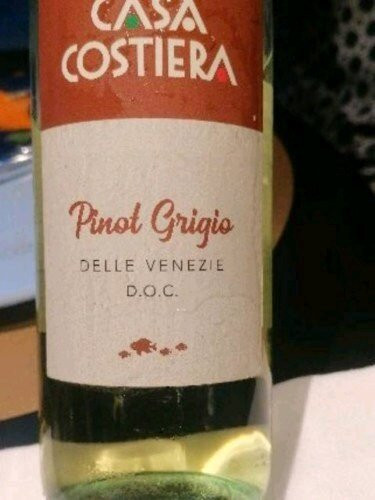 CASA
COSTIERA
Pinot Grigio
DELLE VENEZIE
D.O.C.